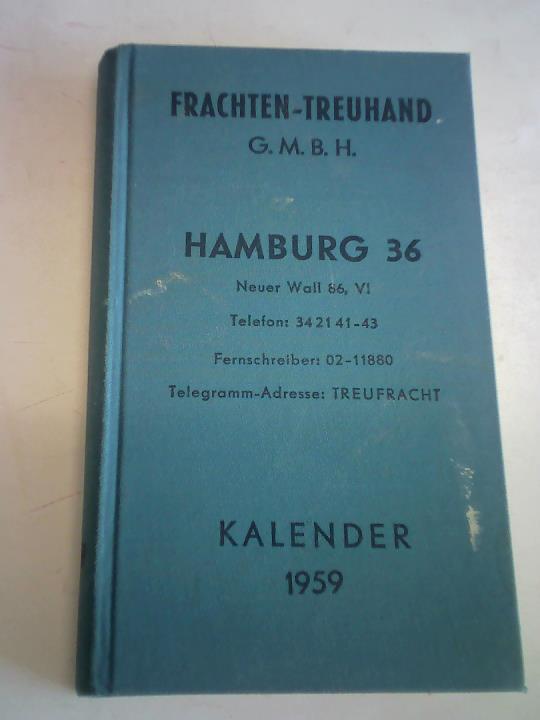 FRACHTEN-TREUHAND
G. M. B. H.
HAMBURG 36
Neuer Wall 86, VI
Telefon: 34 21 41-43
Fernschreiber: 02-11880
Telegramm-Adresse: TREUFRACHT
KALENDER
1959